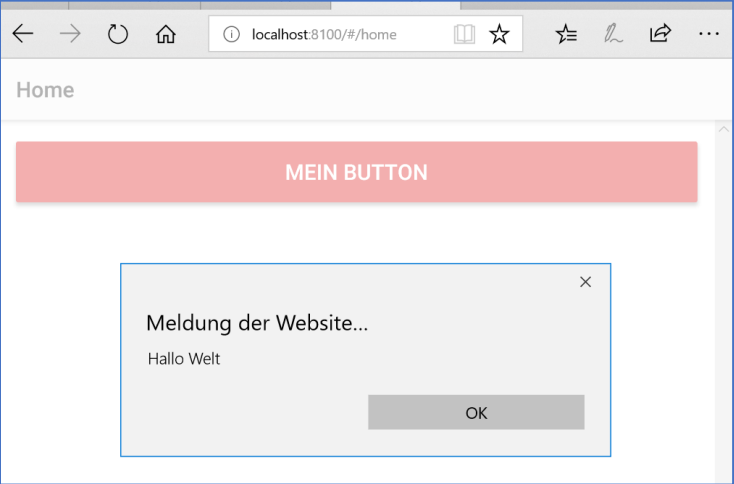 localhost:8100/#/home
Home
MEIN BUTTON
Meldung der Website...
Hallo Welt
OK